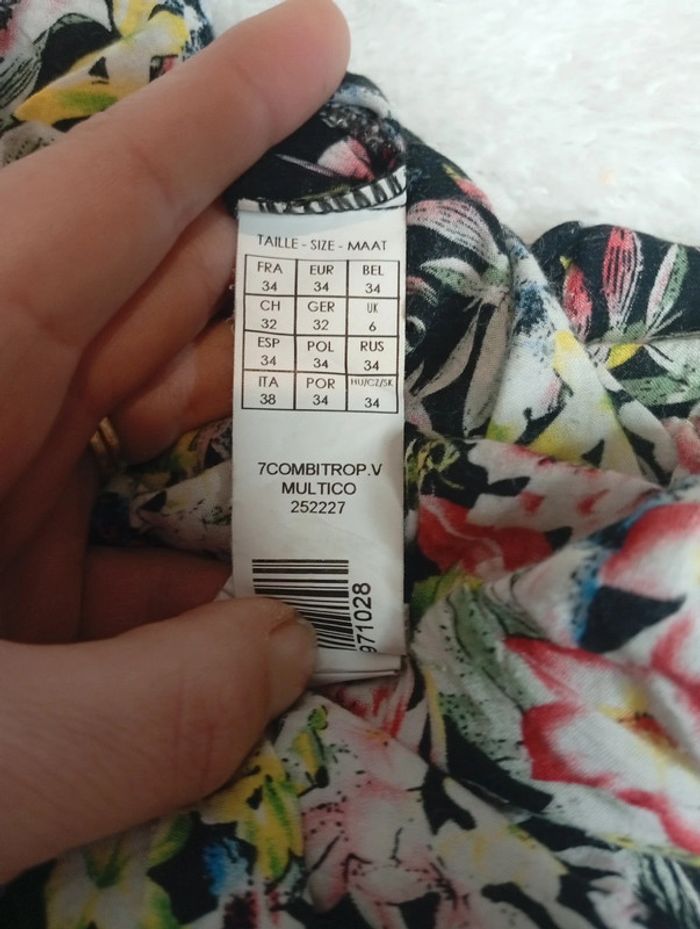 TAILLE - SIZE - MAAT
FRA EUR BEL
34 34 34
CH GER UK
32 32 6
ESP POL RUS
34 34 34
ITA POR HU/CZ/SK
38 34 34
7COMBITROP.V
MULTICO
252227
971028